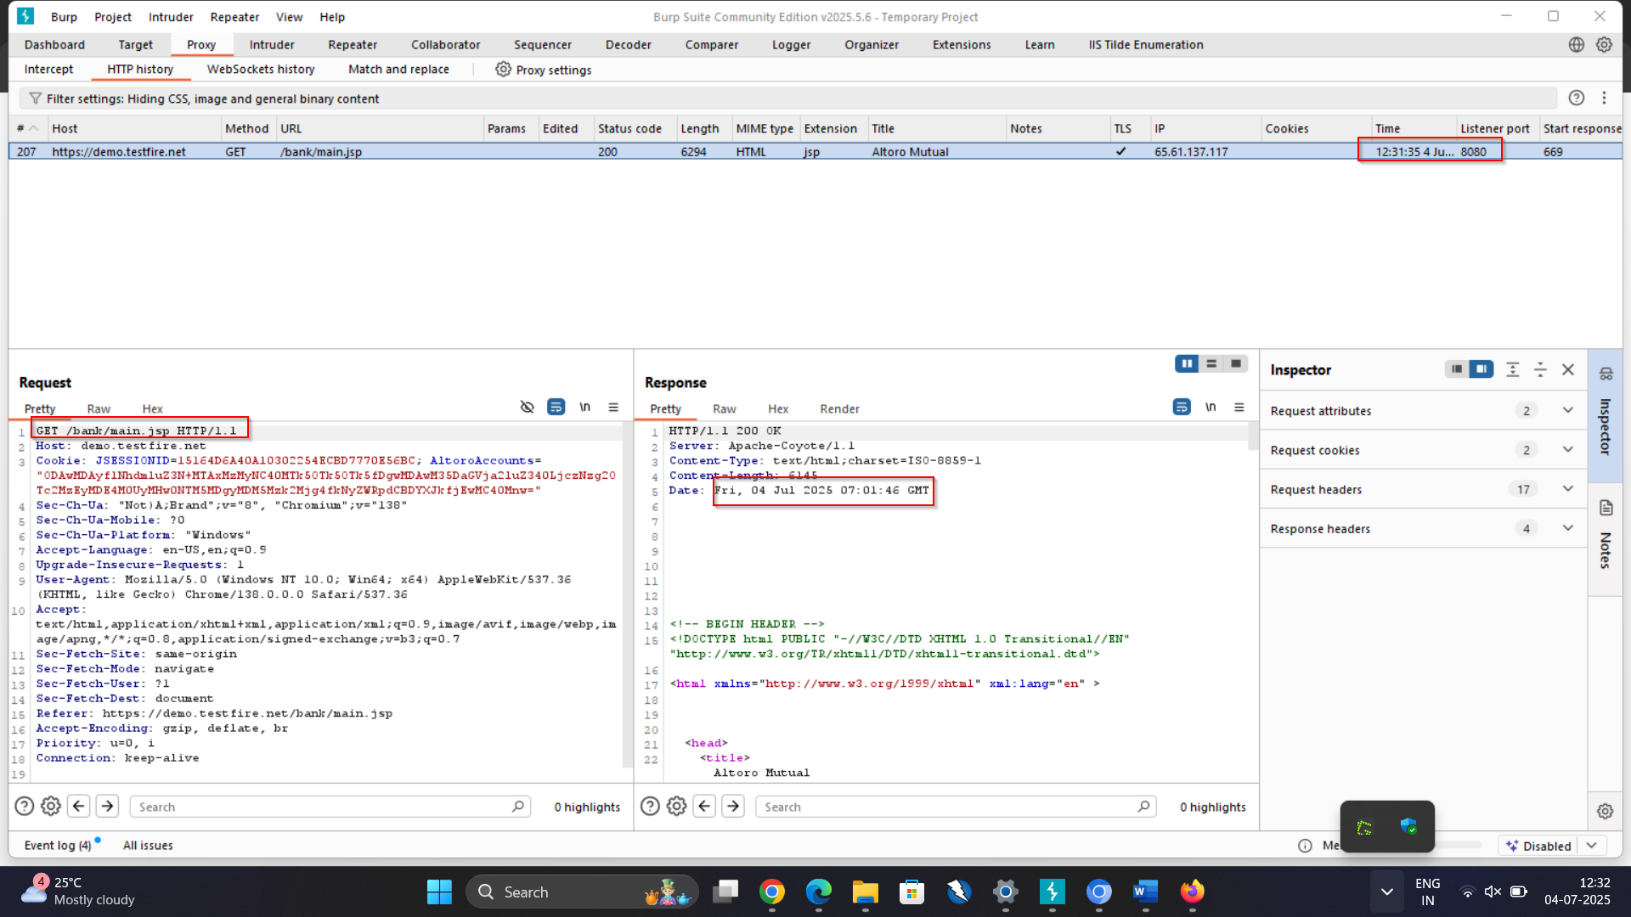 Burp Project Intruder Repeater View Help
Burp Suite Community Edition v2025.5.6 - Temporary Project
Dashboard Target Proxy Intruder Repeater Collaborator Sequencer Decoder Comparer Logger Organizer Extensions Learn IIS Tilde Enumeration
Intercept HTTP history WebSockets history Match and replace Proxy settings
Filter settings: Hiding CSS, image and general binary content
# Host Method URL Params Edited Status code Length MIME type Extension Title Notes TLS IP Cookies Time Listener port Start response
207 https://demo.testfire.net GET /bank/main.jsp 200 6294 HTML jsp Altoro Mutual 65.61.137.117 12:31:35 4 Ju... 8080 669
Request
Pretty Raw Hex \n
1 GET /bank/main.jsp HTTP/1.1
2 Host: demo.testfire.net
3 Cookie: JSESSIONID=15164D6A40A10302254ECBD7770E56BC; AltoroAccounts=
4 Sec-Ch-Ua: "Not)A;Brand";v="8", "Chromium";v="138"
5 Sec-Ch-Ua-Mobile: ?0
6 Sec-Ch-Ua-Platform: "Windows"
7 Accept-Language: en-US,en;q=0.9
8 Upgrade-Insecure-Requests: 1
9 User-Agent: Mozilla/5.0 (Windows NT 10.0; Win64; x64) AppleWebKit/537.36
(KHTML, like Gecko) Chrome/138.0.0.0 Safari/537.36
10 Accept:
text/html,application/xhtml+xml,application/xml;q=0.9,image/avif,image/webp,im
age/apng,*/*;q=0.8,application/signed-exchange;v=b3;q=0.7
11 Sec-Fetch-Site: same-origin
12 Sec-Fetch-Mode: navigate
13 Sec-Fetch-User: ?1
14 Sec-Fetch-Dest: document
15 Referer: https://demo.testfire.net/bank/main.jsp
16 Accept-Encoding: gzip, deflate, br
17 Priority: u=0, i
18 Connection: keep-alive
19
Search 0 highlights
Response
Pretty Raw Hex Render \n
1 HTTP/1.1 200 OK
2 Server: Apache-Coyote/1.1
3 Content-Type: text/html;charset=ISO-8859-1
4 Content-Length: 6145
5 Date: Fri, 04 Jul 2025 07:01:46 GMT
6
7
8
9
10
11
12
13
14 <!-- BEGIN HEADER -->
15 <!DOCTYPE html PUBLIC "-//W3C//DTD XHTML 1.0 Transitional//EN"
"http://www.w3.org/TR/xhtml1/DTD/xhtml1-transitional.dtd">
16
17 <html xmlns="http://www.w3.org/1999/xhtml" xml:lang="en" >
18
19
20
21 <head>
22 <title>
Altoro Mutual
Search 0 highlights
Inspector
Request attributes 2
Request cookies 2
Request headers 17
Response headers 4
Inspector
Notes
Event log (4) All issues
Me
Disabled
4 25°C
Mostly cloudy
Search
ENG
IN
12:32
04-07-2025